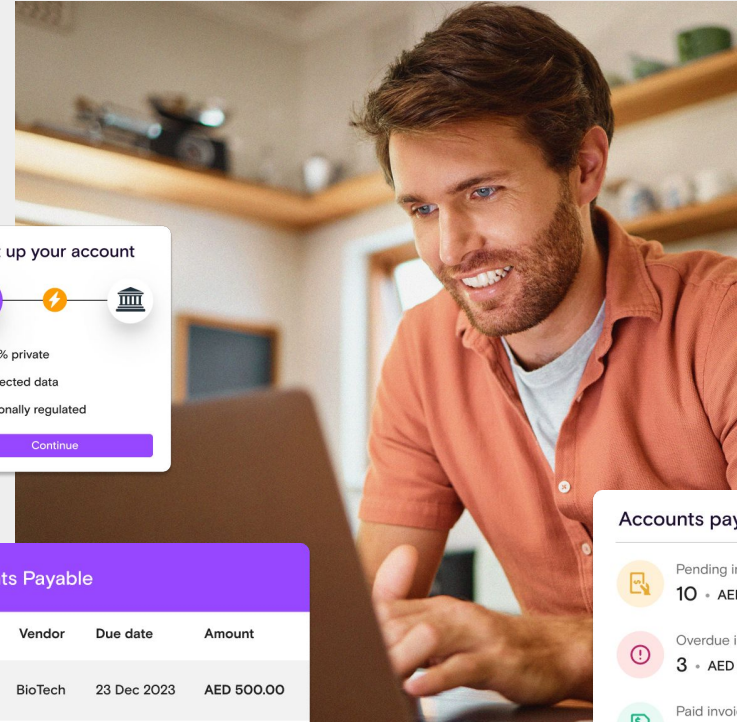 up your account
% private
ected data
onally regulated
Continue
ts Payable
Vendor Due date Amount
BioTech 23 Dec 2023 AED 500.00
Accounts pay
Pending i
10 • AE
Overdue i
3 • AED
Paid invoi